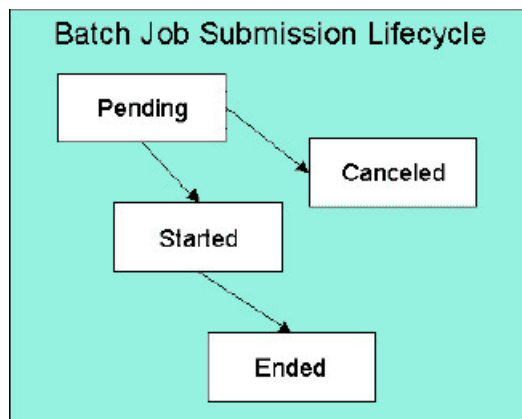 Batch Job Submission Lifecycle
Pending
Canceled
Started
Ended